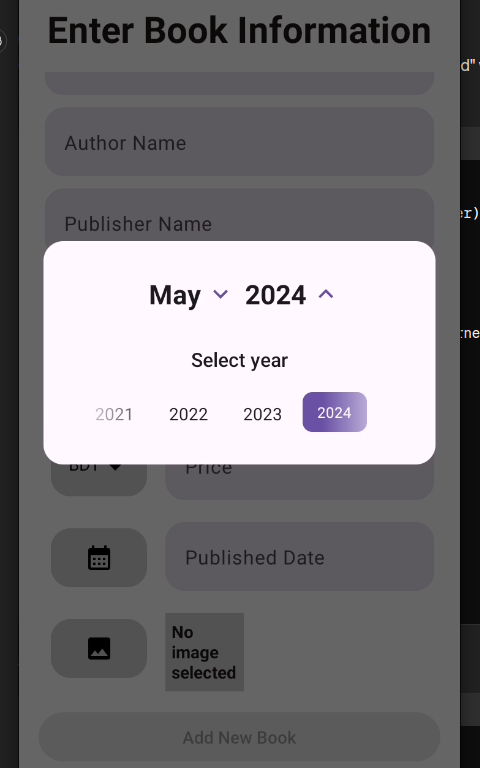 Enter Book Information
d"
Author Name
er)
Publisher Name
May 2024
Select year
2021 2022 2023 2024
BDT Price
Published Date
No
image
selected
Add New Book